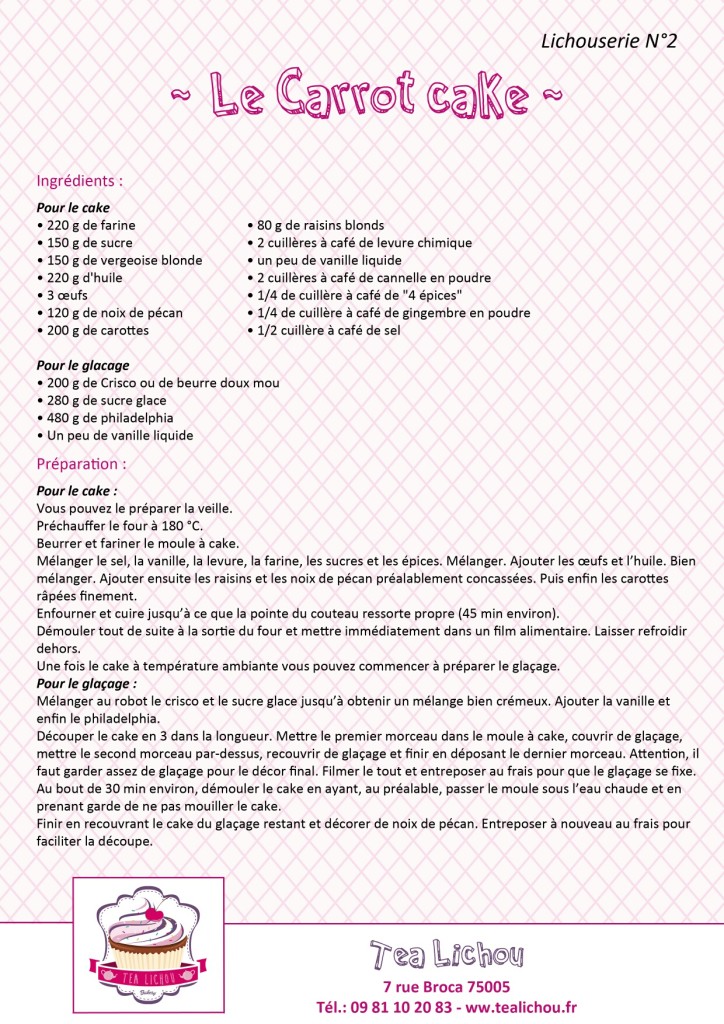 Lichouserie N°2
~ Le Carrot cake ~
Ingrédients :
Pour le cake
• 220 g de farine
• 150 g de sucre
• 150 g de vergeoise blonde
• 220 g d'huile
• 3 œufs
• 120 g de noix de pécan
• 200 g de carottes
• 80 g de raisins blonds
• 2 cuillères à café de levure chimique
• un peu de vanille liquide
• 2 cuillères à café de cannelle en poudre
• 1/4 de cuillère à café de "4 épices"
• 1/4 de cuillère à café de gingembre en poudre
• 1/2 cuillère à café de sel
Pour le glacage
• 200 g de Crisco ou de beurre doux mou
• 280 g de sucre glace
• 480 g de philadelphia
• Un peu de vanille liquide
Préparation :
Pour le cake :
Vous pouvez le préparer la veille.
Préchauffer le four à 180 °C.
Beurrer et fariner le moule à cake.
Mélanger le sel, la vanille, la levure, la farine, les sucres et les épices. Mélanger. Ajouter les œufs et l’huile. Bien
mélanger. Ajouter ensuite les raisins et les noix de pécan préalablement concassées. Puis enfin les carottes
râpées finement.
Enfourner et cuire jusqu’à ce que la pointe du couteau ressorte propre (45 min environ).
Démouler tout de suite à la sortie du four et mettre immédiatement dans un film alimentaire. Laisser refroidir
dehors.
Une fois le cake à température ambiante vous pouvez commencer à préparer le glaçage.
Pour le glaçage :
Mélanger au robot le crisco et le sucre glace jusqu’à obtenir un mélange bien crémeux. Ajouter la vanille et
enfin le philadelphia.
Découper le cake en 3 dans la longueur. Mettre le premier morceau dans le moule à cake, couvrir de glaçage,
mettre le second morceau par-dessus, recouvrir de glaçage et finir en déposant le dernier morceau. Attention, il
faut garder assez de glaçage pour le décor final. Filmer le tout et entreposer au frais pour que le glaçage se fixe.
Au bout de 30 min environ, démouler le cake en ayant, au préalable, passer le moule sous l’eau chaude et en
prenant garde de ne pas mouiller le cake.
Finir en recouvrant le cake du glaçage restant et décorer de noix de pécan. Entreposer à nouveau au frais pour
faciliter la découpe.
TEA LICHOU
Bakery
Tea Lichou
7 rue Broca 75005
Tél.: 09 81 10 20 83 - www.tealichou.fr